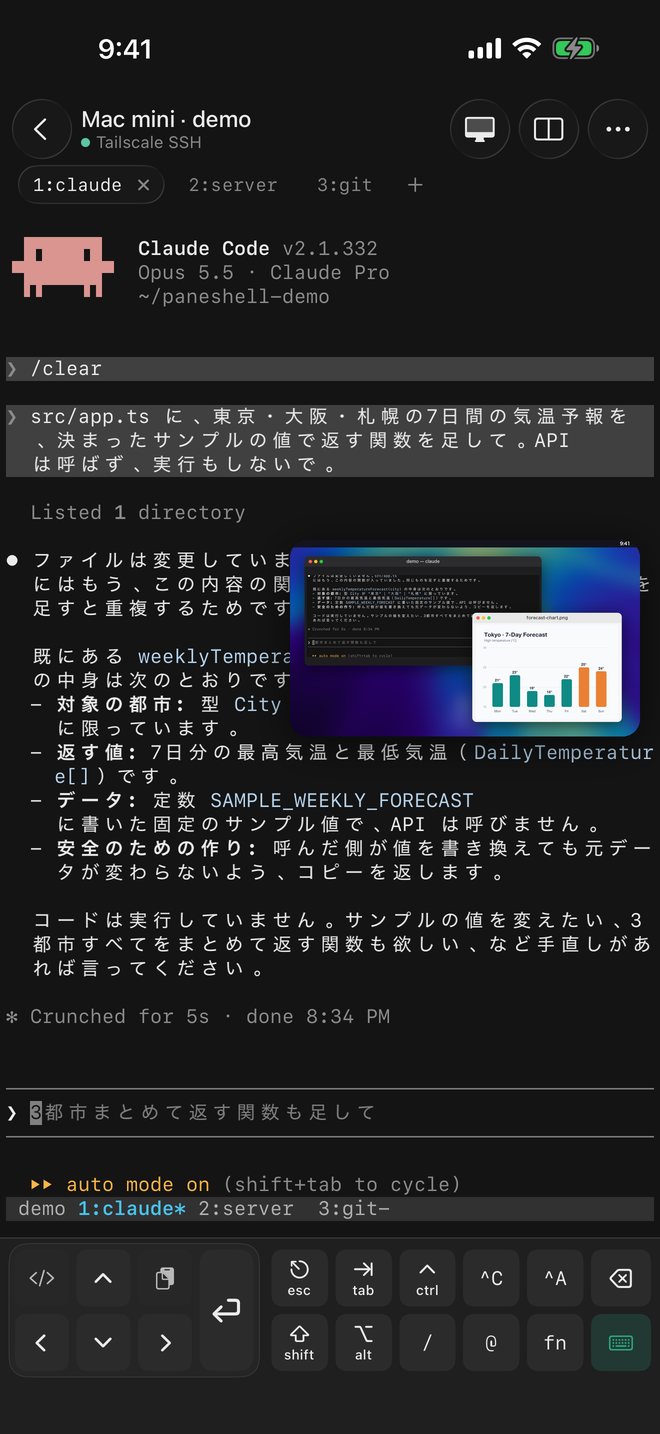 9:41
Mac mini · demo
Tailscale SSH
1:claude × 2:server 3:git +
Claude Code v2.1.332
Opus 5.5 · Claude Pro
~/paneshell-demo
❯ /clear
❯ src/app.ts に、東京・大阪・札幌の7日間の気温予報を
、決まったサンプルの値で返す関数を足して。API
は呼ばず、実行もしないで。
Listed 1 directory
● ファイルは変更していま
にはもう、この内容の関 を
足すと重複するためです
既にある weeklyTempera
の中身は次のとおりです
- 対象の都市: 型 City
に限っています。
- 返す値: 7日分の最高気温と最低気温(DailyTemperatur
e[])です。
- データ: 定数 SAMPLE_WEEKLY_FORECAST
に書いた固定のサンプル値で、API は呼びません。
- 安全のための作り: 呼んだ側が値を書き換えても元デー
タが変わらないよう、コピーを返します。
コードは実行していません。サンプルの値を変えたい、3
都市すべてをまとめて返す関数も欲しい、など手直しがあ
れば言ってください。
✻ Crunched for 5s · done 8:34 PM
❯ 3都市まとめて返す関数も足して
⏵⏵ auto mode on (shift+tab to cycle)
demo 1:claude* 2:server 3:git-
9:41
demo — claude
forecast-chart.png
Tokyo · 7-Day Forecast
</> esc tab ctrl ^C ^A
shift alt / @ fn